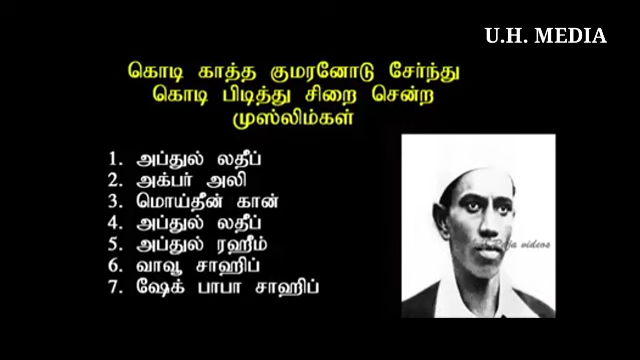 U.H. MEDIA
கொடி காத்த குமரனோடு சேர்ந்து
கொடி பிடித்து சிறை சென்ற
முஸ்லிம்கள்
1. அப்துல் லதீப்
2. அக்பர் அலி
3. மொய்தீன் கான்
4. அப்துல் லதீப்
5. அப்துல் ரஹீம்
6. வாவூ சாஹிப்
7. ஷேக் பாபா சாஹிப்
videos